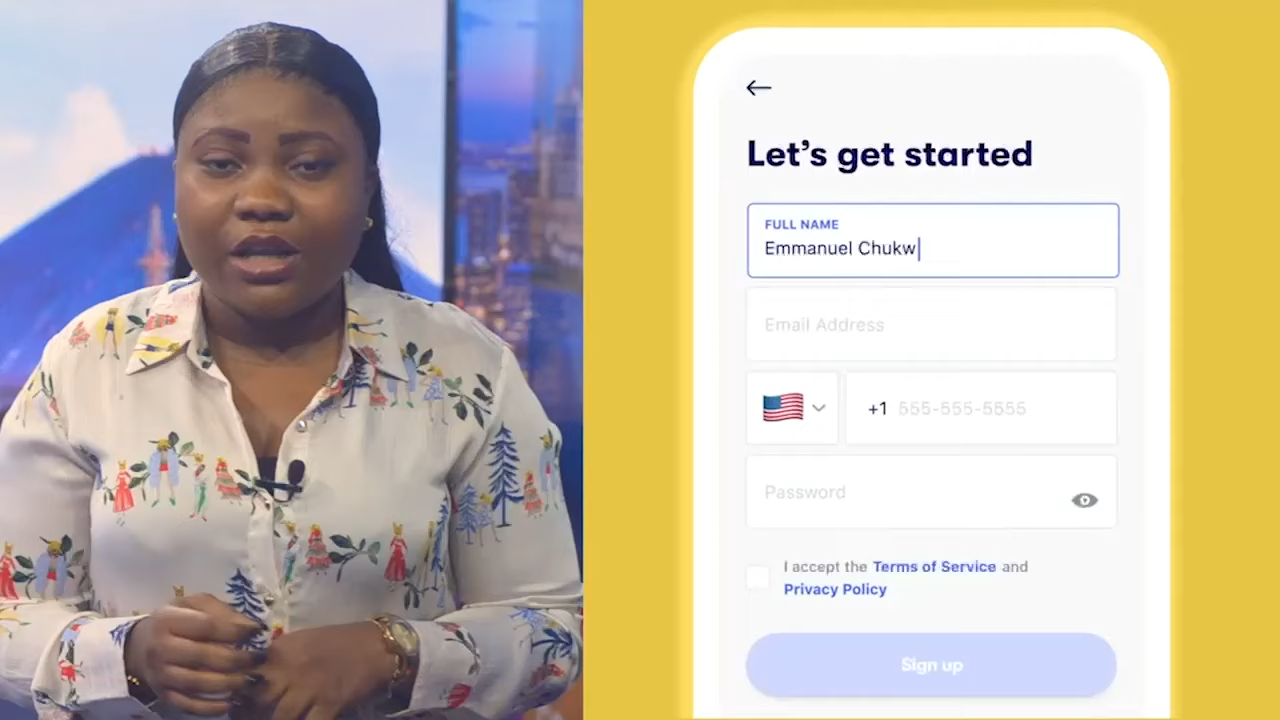 Let's get started
FULL NAME
Emmanuel Chukw
Email Address
+1 555-555-5555
Password
I accept the Terms of Service and
Privacy Policy
Sign up